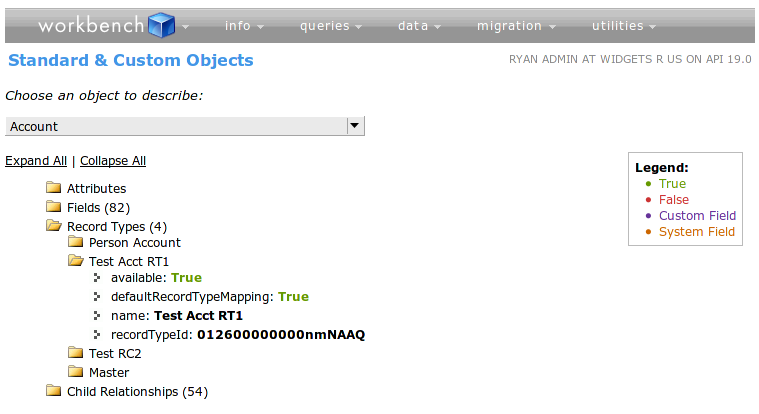 workbench info queries data migration utilities
Standard & Custom Objects
RYAN ADMIN AT WIDGETS R US ON API 19.0
Choose an object to describe:
Account
Expand All | Collapse All
Legend:
True
False
Custom Field
System Field
Attributes
Fields (82)
Record Types (4)
Person Account
Test Acct RT1
available: True
defaultRecordTypeMapping: True
name: Test Acct RT1
recordTypeId: 012600000000nmNAAQ
Test RC2
Master
Child Relationships (54)